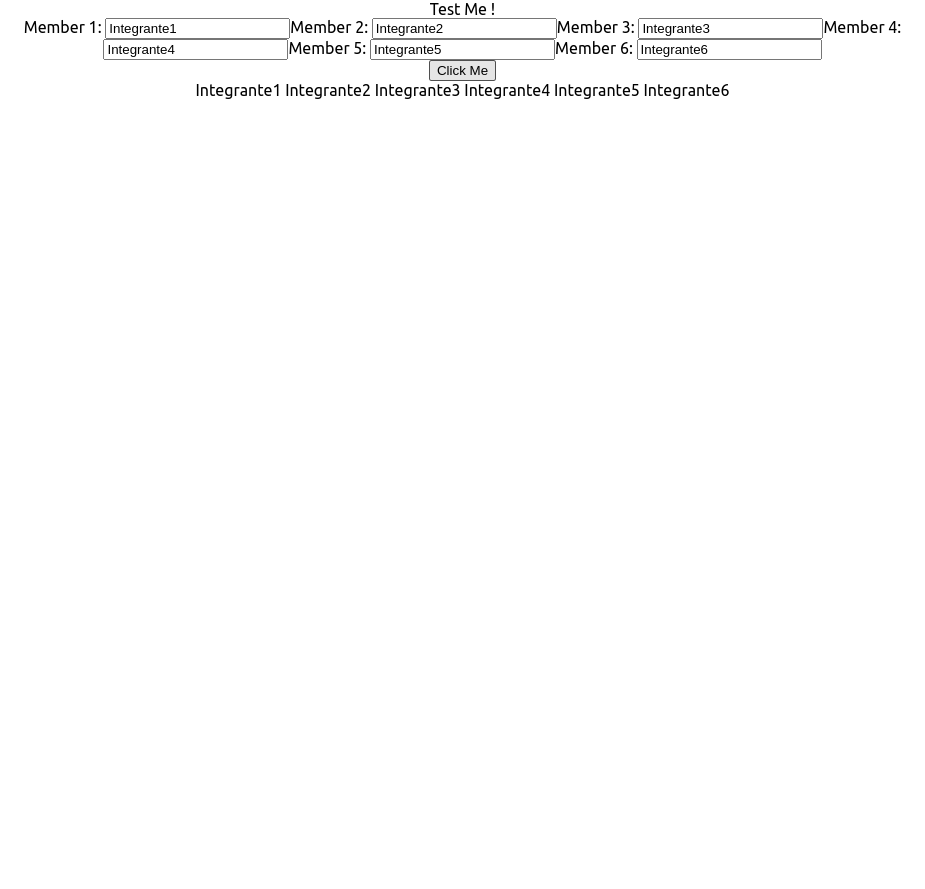 Test Me !
Member 1: Integrante1 Member 2: Integrante2 Member 3: Integrante3 Member 4:
Integrante4 Member 5: Integrante5 Member 6: Integrante6
Click Me
Integrante1 Integrante2 Integrante3 Integrante4 Integrante5 Integrante6